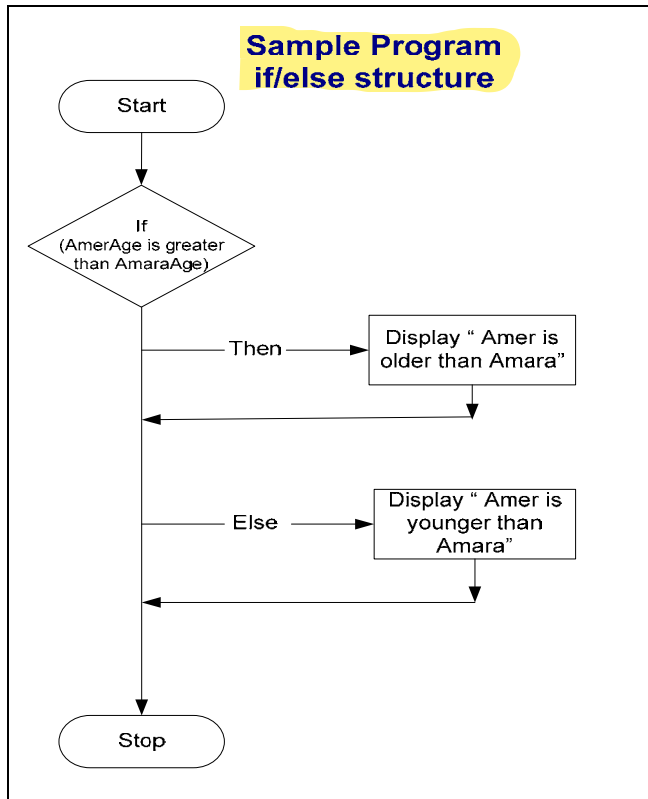 Sample Program
if/else structure
Start
If
(AmerAge is greater
than AmaraAge)
Then
Display “ Amer is
older than Amara”
Else
Display “ Amer is
younger than
Amara”
Stop